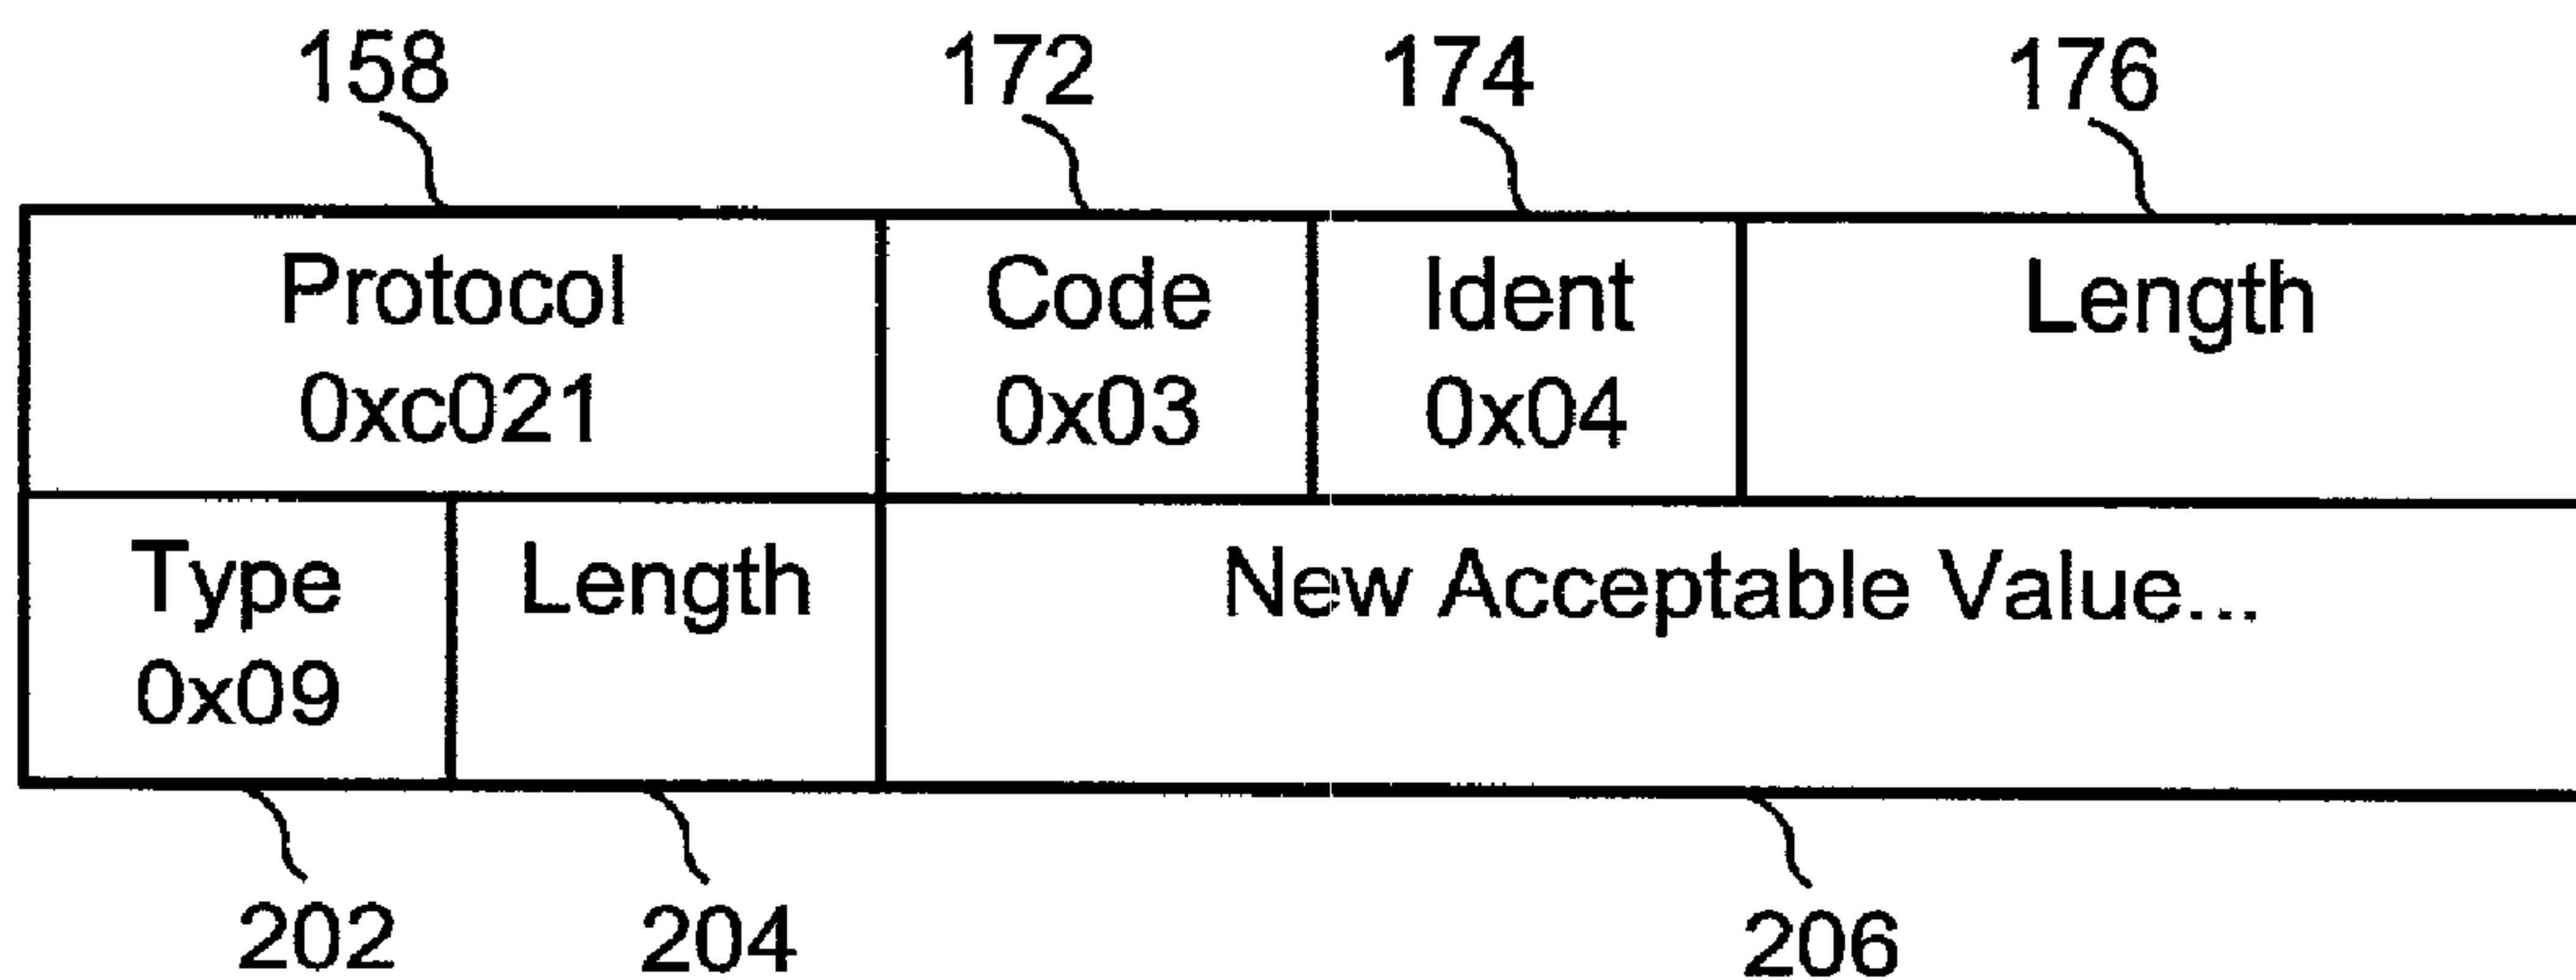 158 172 174 176
Protocol Code Ident Length
0xc021 0x03 0x04
Type Length New Acceptable Value...
0x09
202 204 206